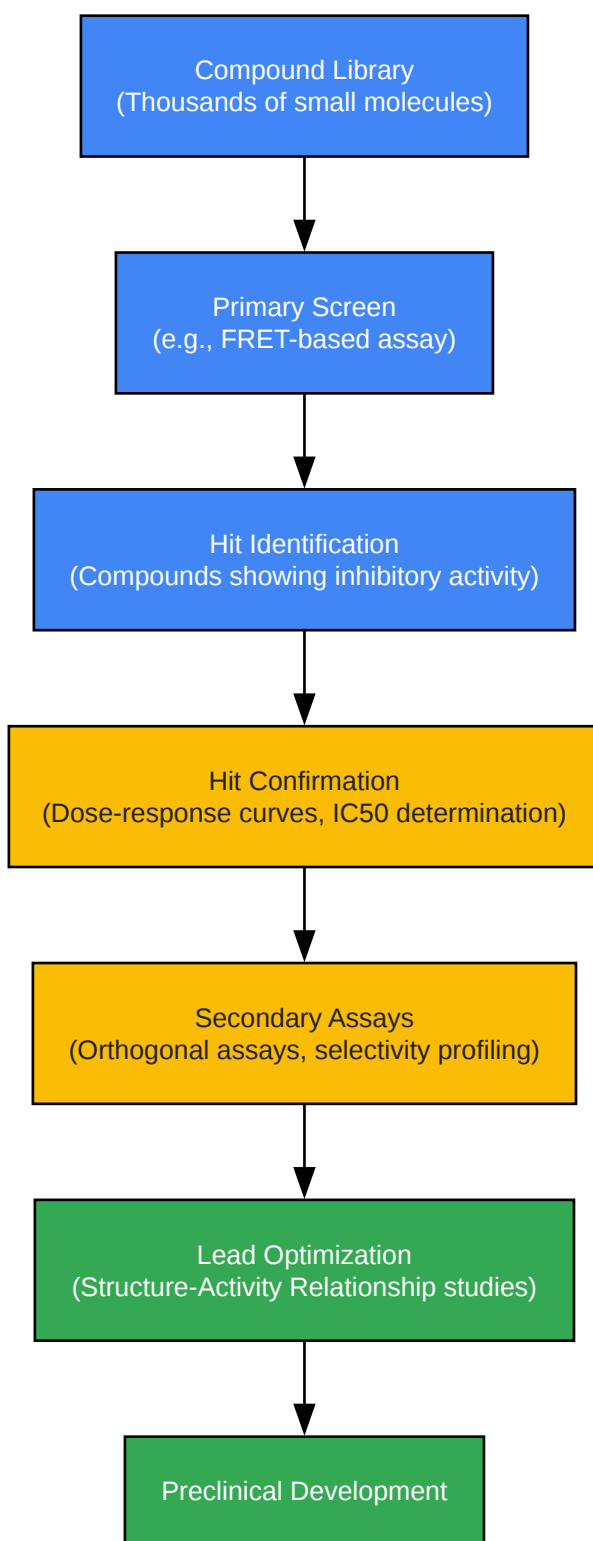 Compound Library
(Thousands of small molecules)
Primary Screen
(e.g., FRET-based assay)
Hit Identification
(Compounds showing inhibitory activity)
Hit Confirmation
(Dose-response curves, IC50 determination)
Secondary Assays
(Orthogonal assays, selectivity profiling)
Lead Optimization
(Structure-Activity Relationship studies)
Preclinical Development